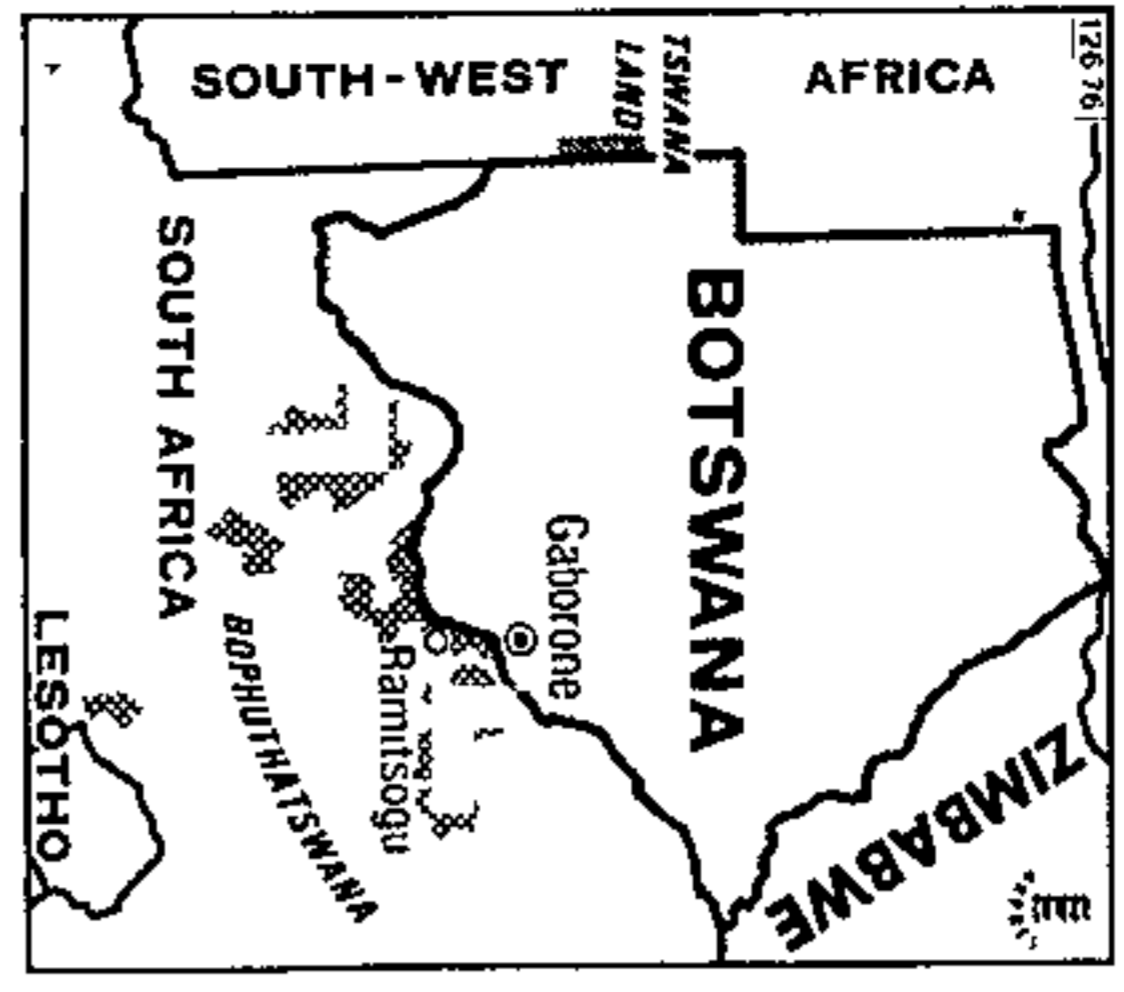 126 76
SOUTH-WEST AFRICA
TSWANA
LAND
BOTSWANA
Gaborone
SOUTH AFRICA
Ramitsogu
BOPHUTHATSWANA
ZIMBABWE
LESOTHO